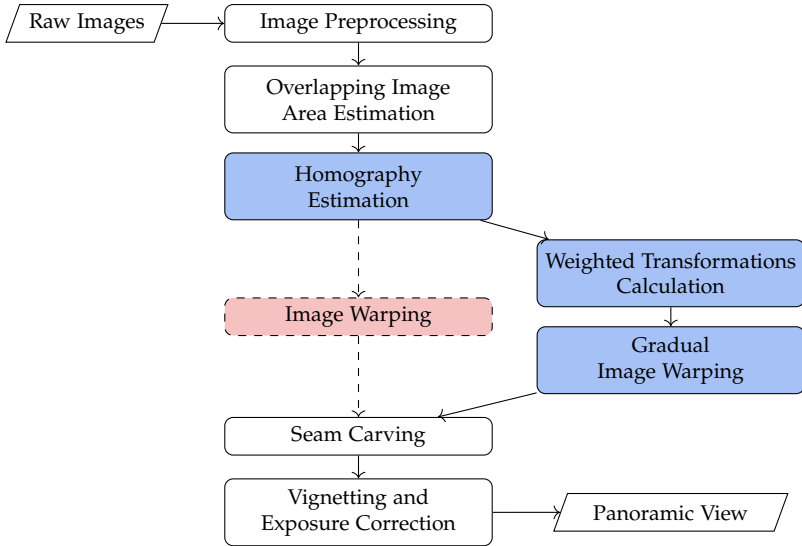 Raw Images
Image Preprocessing
Overlapping Image
Area Estimation
Homography
Estimation
Weighted Transformations
Calculation
Image Warping
Gradual
Image Warping
Seam Carving
Vignetting and
Exposure Correction
Panoramic View